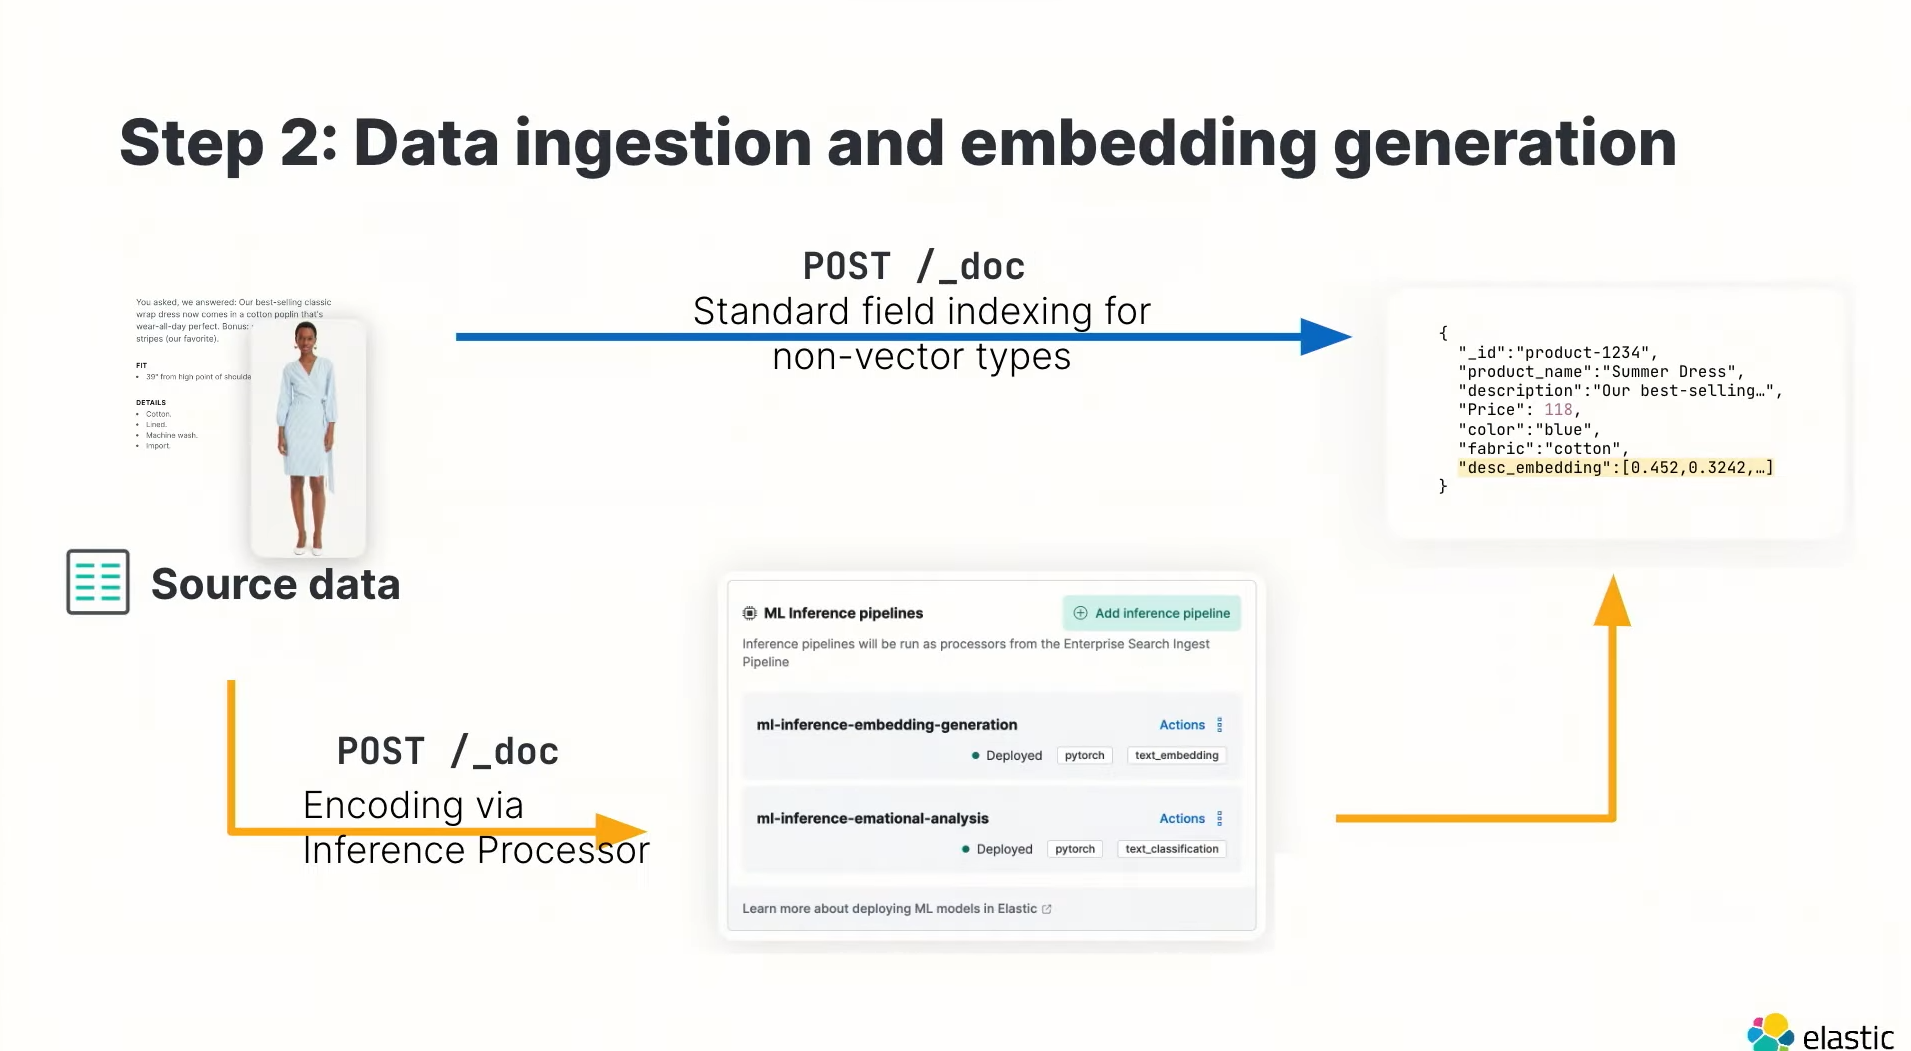 Step 2: Data ingestion and embedding generation
POST /_doc
Standard field indexing for
non-vector types
You asked, we answered: Our best-selling classic
wrap dress now comes in a cotton poplin that's
wear-all-day perfect. Bonus:
stripes (our favorite).
FIT
• 39" from high point of shoulde
DETAILS
• Cotton.
• Lined.
• Machine wash.
• Import.
Source data
{
"_id":"product-1234",
"product_name":"Summer Dress",
"description":"Our best-selling…",
"Price": 118,
"color":"blue",
"fabric":"cotton",
"desc_embedding":[0.452,0.3242,…]
}
POST /_doc
Encoding via
Inference Processor
ML Inference pipelines
Add inference pipeline
Inference pipelines will be run as processors from the Enterprise Search Ingest
Pipeline
ml-inference-embedding-generation Actions
Deployed pytorch text_embedding
ml-inference-emational-analysis Actions
Deployed pytorch text_classification
Learn more about deploying ML models in Elastic
elastic